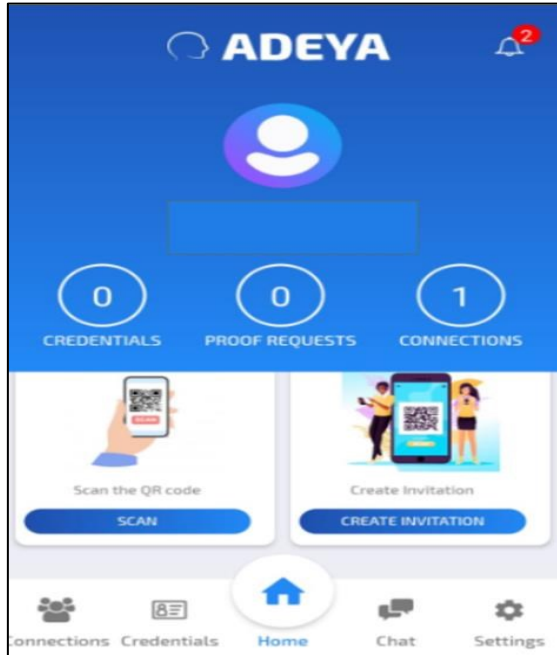 ADEYA
2
0 0 1
CREDENTIALS PROOF REQUESTS CONNECTIONS
SCAN
Scan the QR code Create Invitation
SCAN CREATE INVITATION
onnections Credentials Home Chat Settings